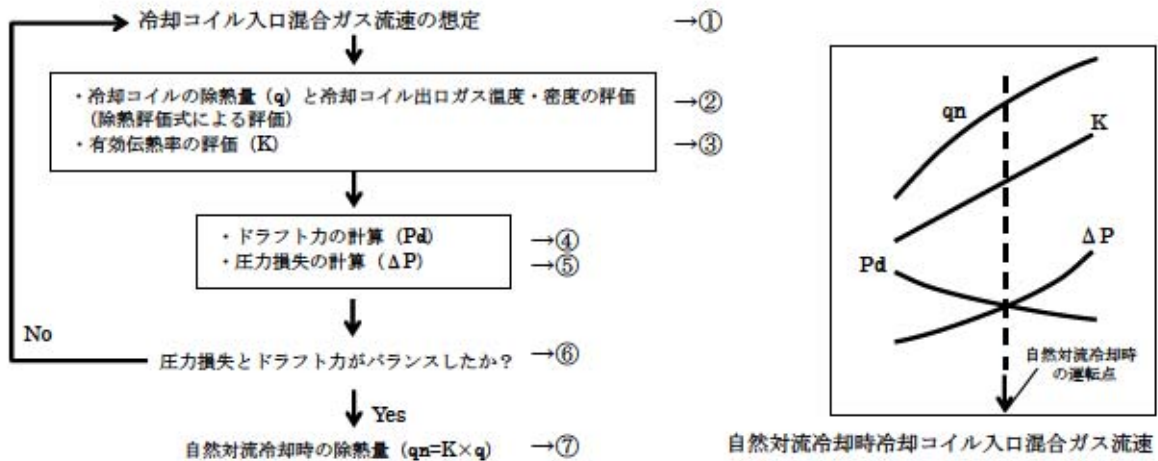 冷却コイル入口混合ガス流速の想定 →①
・冷却コイルの除熱量（q）と冷却コイル出口ガス温度・密度の評価 →②
（除熱評価式による評価）
・有効伝熱率の評価（K） →③
・ドラフト力の計算（Pd） →④
・圧力損失の計算（ΔP） →⑤
No
圧力損失とドラフト力がバランスしたか？ →⑥
Yes
自然対流冷却時の除熱量（qn=K×q） →⑦
qn
K
ΔP
Pd
自然対流冷却時
の運転点
自然対流冷却時冷却コイル入口混合ガス流速